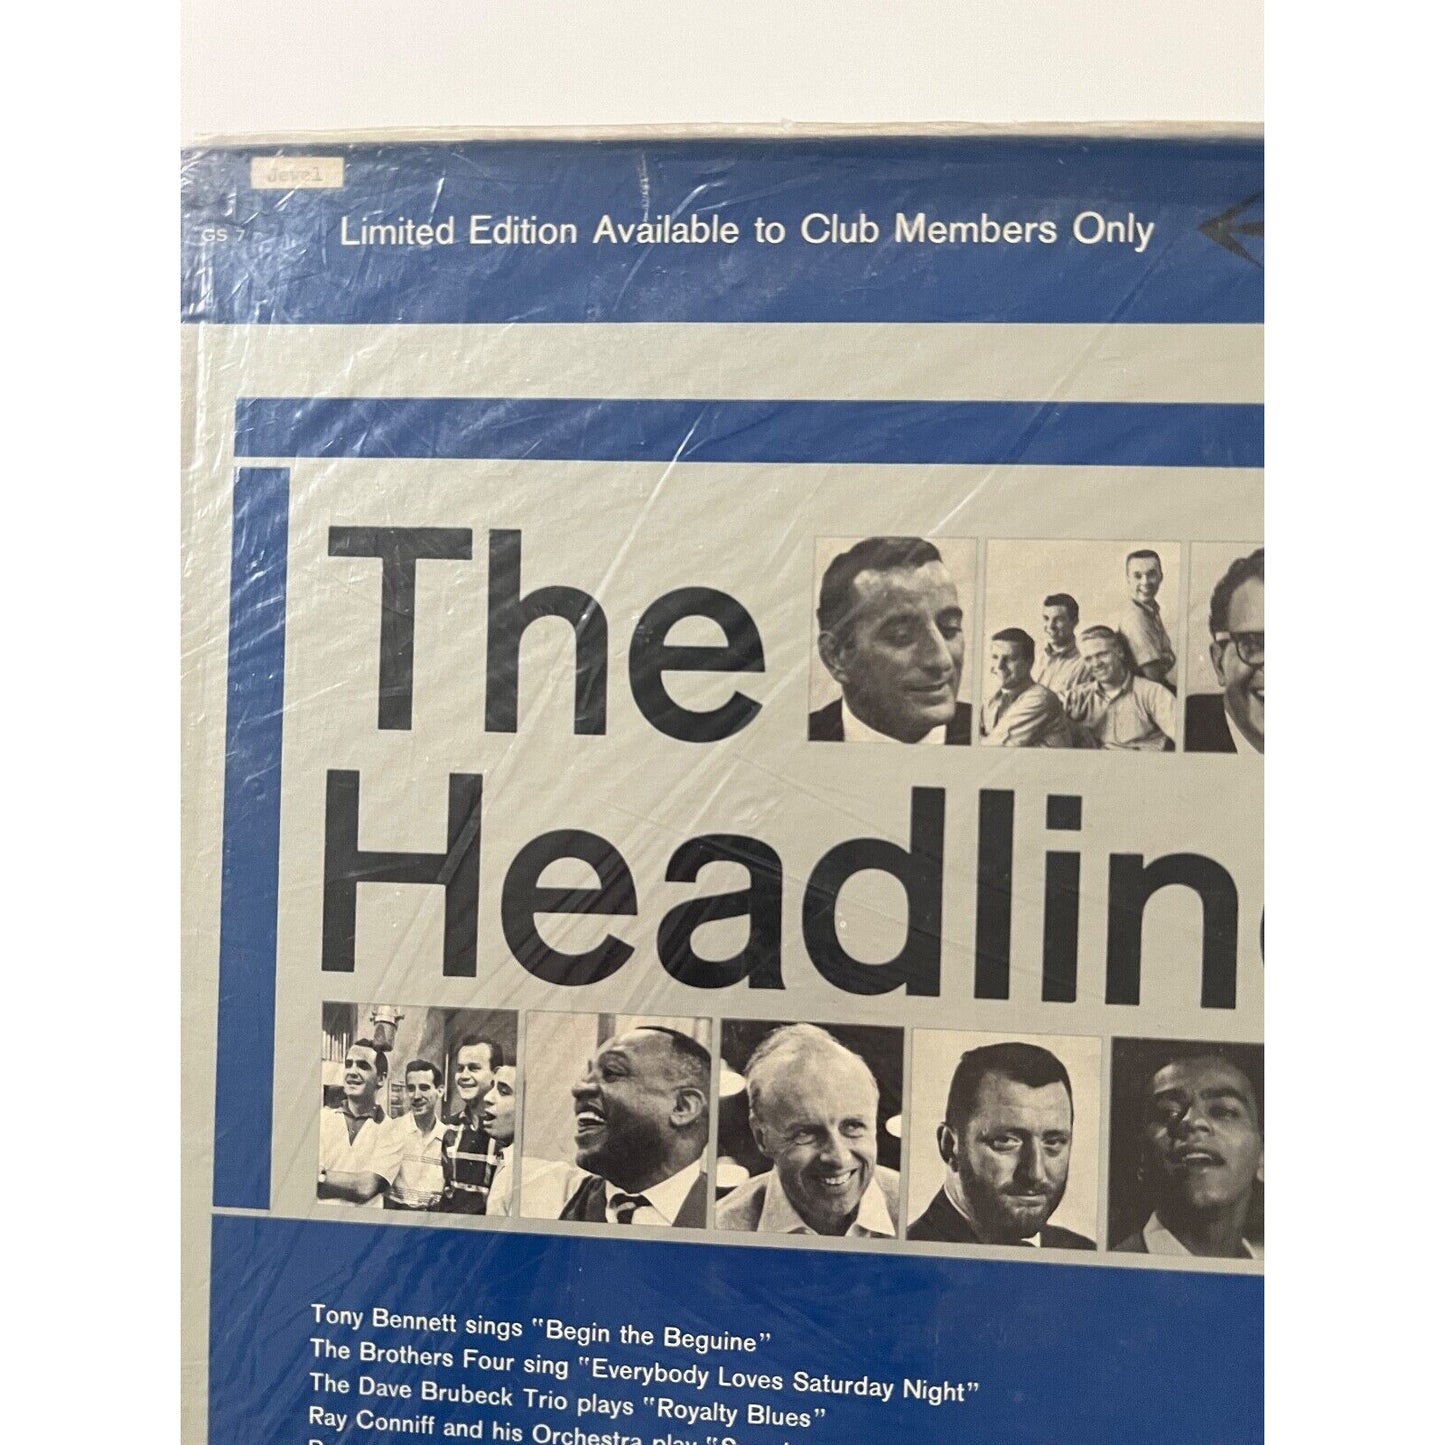 Jewel
GS 7
Limited Edition Available to Club Members Only
The
Headlin
Tony Bennett sings "Begin the Beguine"
The Brothers Four sing "Everybody Loves Saturday Night"
The Dave Brubeck Trio plays "Royalty Blues"
Ray Conniff and his Orchestra play